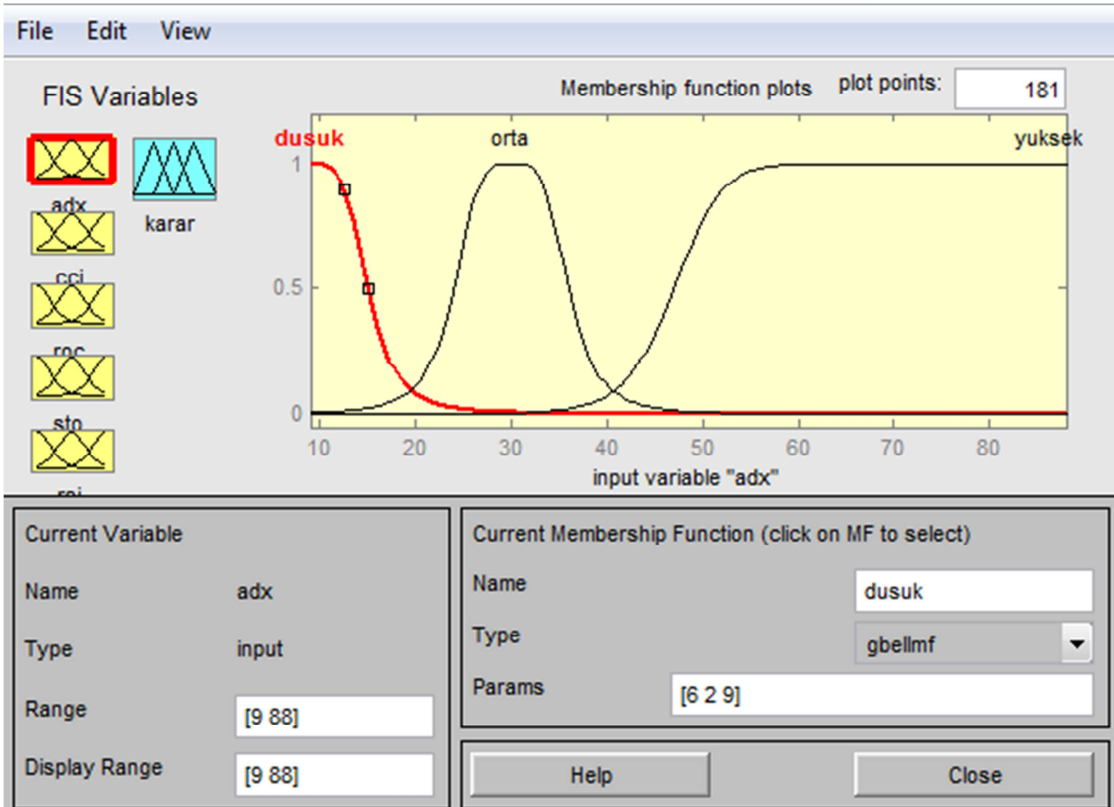 File Edit View
FIS Variables
Membership function plots plot points: 181
dusuk orta yuksek
adx
karar
cci
roc
sto
rsi
1
0.5
0
10 20 30 40 50 60 70 80
input variable "adx"
Current Variable
Name adx
Type input
Range [9 88]
Display Range [9 88]
Current Membership Function (click on MF to select)
Name dusuk
Type gbellmf
Params [6 2 9]
Help Close